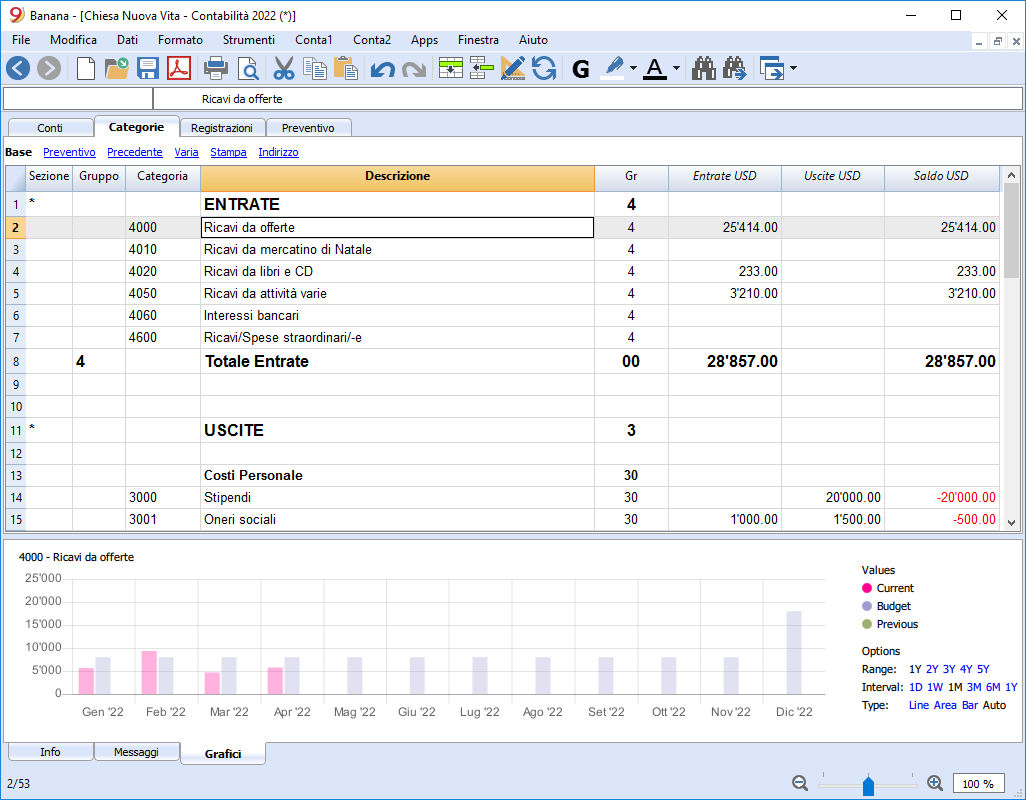 Banana - [Chiesa Nuova Vita - Contabilità 2022 (*)]
File Modifica Dati Formato Strumenti Conta1 Conta2 Apps Finestra Aiuto
G A
Ricavi da offerte
Conti Categorie Registrazioni Preventivo
Base Preventivo Precedente Varia Stampa Indirizzo
Sezione Gruppo Categoria Descrizione Gr Entrate USD Uscite USD Saldo USD
1 * ENTRATE 4
2 4000 Ricavi da offerte 4 25'414.00 25'414.00
3 4010 Ricavi da mercatino di Natale 4
4 4020 Ricavi da libri e CD 4 233.00 233.00
5 4050 Ricavi da attività varie 4 3'210.00 3'210.00
6 4060 Interessi bancari 4
7 4600 Ricavi/Spese straordinari/-e 4
8 4 Totale Entrate 00 28'857.00 28'857.00
9
10
11 * USCITE 3
12
13 Costi Personale 30
14 3000 Stipendi 30 20'000.00 -20'000.00
15 3001 Oneri sociali 30 1'000.00 1'500.00 -500.00
4000 - Ricavi da offerte
25'000
20'000
15'000
10'000
5'000
0
Gen '22 Feb '22 Mar '22 Apr '22 Mag '22 Giu '22 Lug '22 Ago '22 Set '22 Ott '22 Nov '22 Dic '22
Values
Current
Budget
Previous
Options
Range: 1Y 2Y 3Y 4Y 5Y
Interval: 1D 1W 1M 3M 6M 1Y
Type: Line Area Bar Auto
Info Messaggi Grafici
2/53 100 %